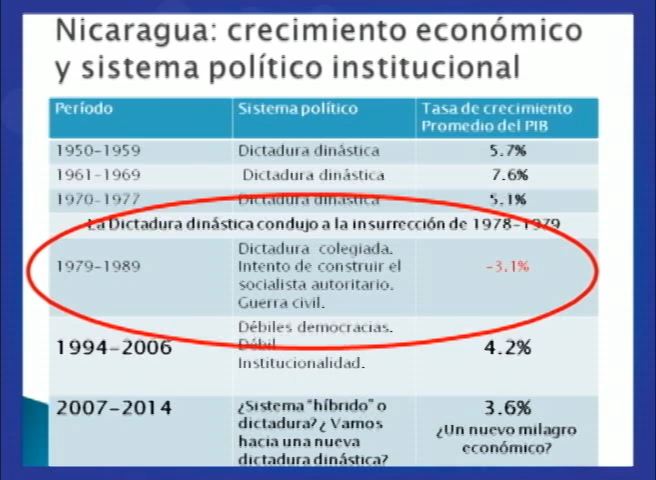 Nicaragua: crecimiento económico
y sistema político institucional
Período Sistema político Tasa de crecimiento
Promedio del PIB
1950-1959 Dictadura dinástica 5.7%
1961-1969 Dictadura dinástica 7.6%
1970-1977 Dictadura dinástica 5.1%
La Dictadura dinástica condujo a la insurrección de 1978-1979
Dictadura colegiada.
1979-1989 Intento de construir el -3.1%
socialista autoritario.
Guerra civil.
Débiles democracias.
1994-2006 Débil 4.2%
Institucionalidad.
2007-2014 ¿Sistema "híbrido" o 3.6%
dictadura?¿ Vamos ¿Un nuevo milagro
hacia una nueva económico?
dictadura dinástica?